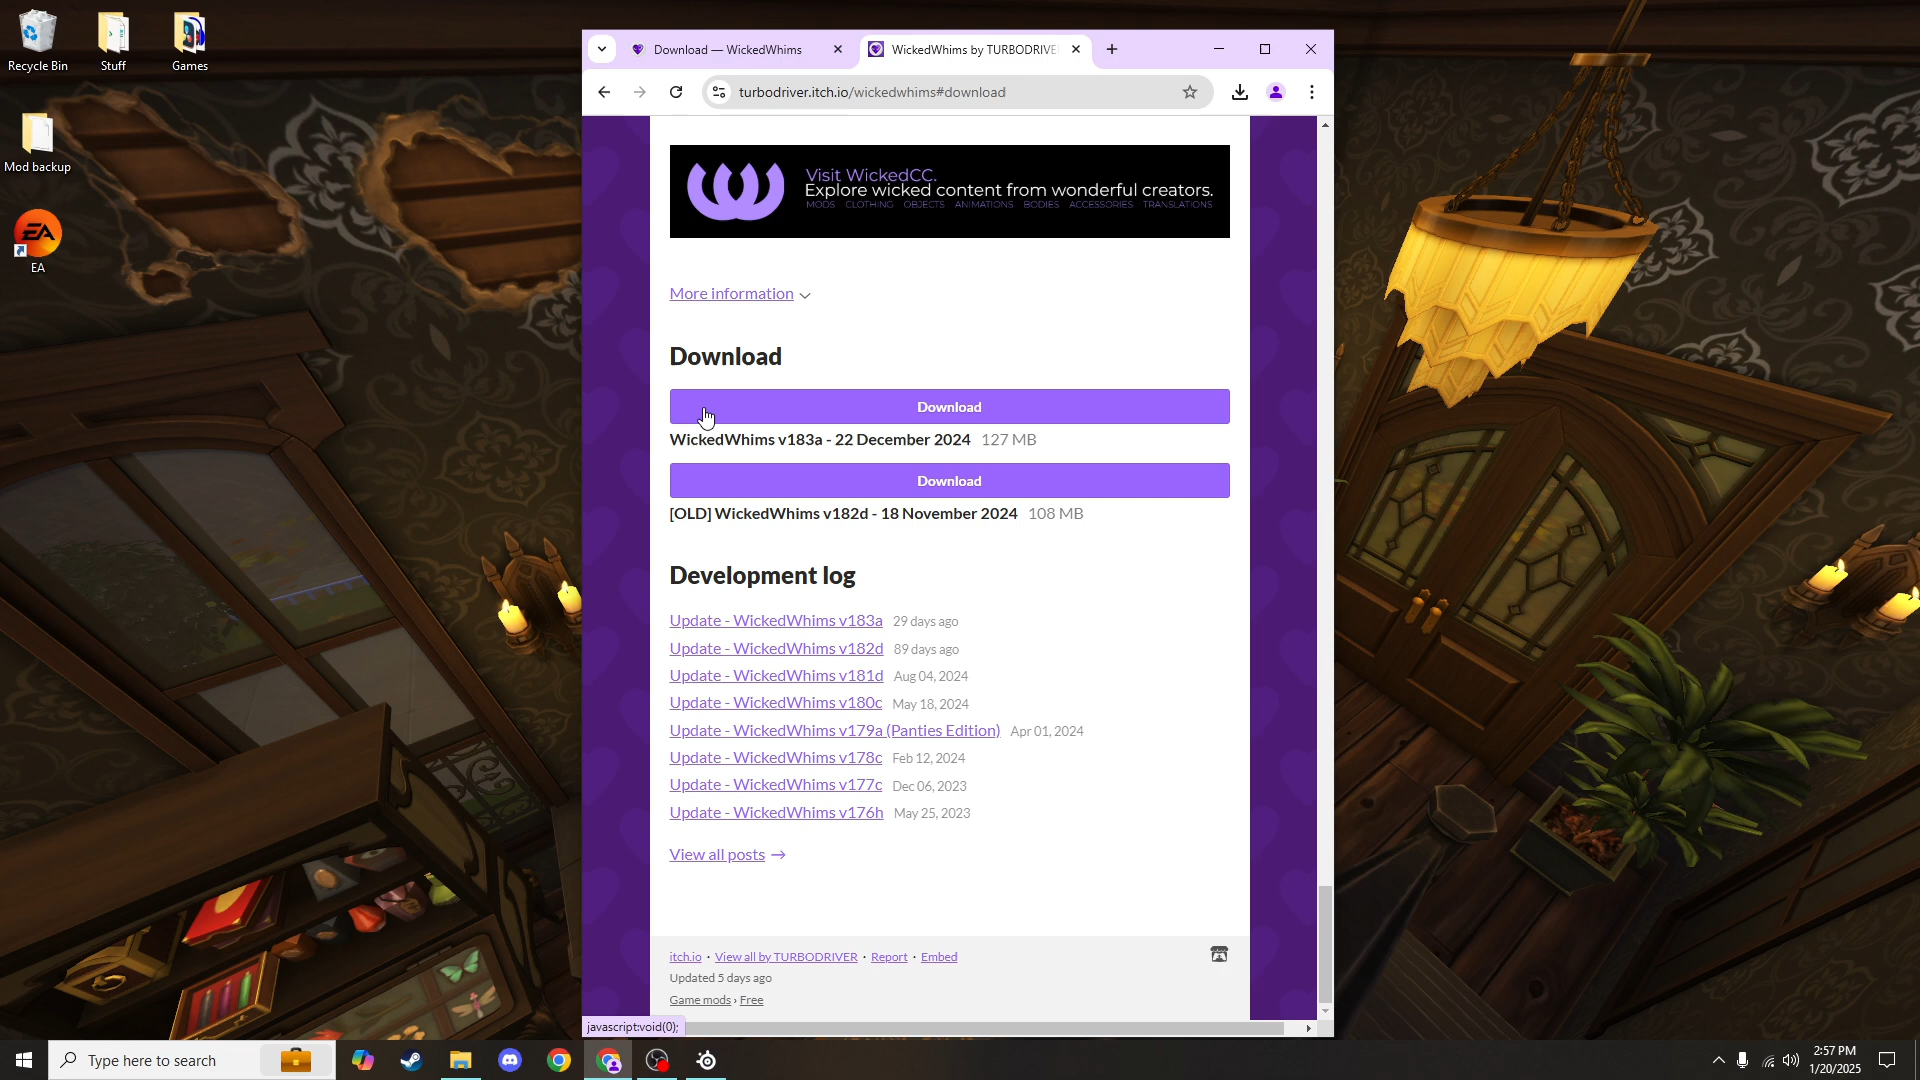 Recycle Bin
Stuff
Games
Mod backup
EA
EA
Download — WickedWhims
WickedWhims by TURBODRIVE
turbodriver.itch.io/wickedwhims#download
Visit WickedCC.
Explore wicked content from wonderful creators.
MODS CLOTHING OBJECTS ANIMATIONS BODIES ACCESSORIES TRANSLATIONS
More information
Download
Download
WickedWhims v183a - 22 December 2024 127 MB
Download
[OLD] WickedWhims v182d - 18 November 2024 108 MB
Development log
Update - WickedWhims v183a 29 days ago
Update - WickedWhims v182d 89 days ago
Update - WickedWhims v181d Aug 04, 2024
Update - WickedWhims v180c May 18, 2024
Update - WickedWhims v179a (Panties Edition) Apr 01, 2024
Update - WickedWhims v178c Feb 12, 2024
Update - WickedWhims v177c Dec 06, 2023
Update - WickedWhims v176h May 25, 2023
View all posts →
itch.io · View all by TURBODRIVER · Report · Embed
Updated 5 days ago
Game mods › Free
javascript:void(0);
Type here to search
2:57 PM
1/20/2025